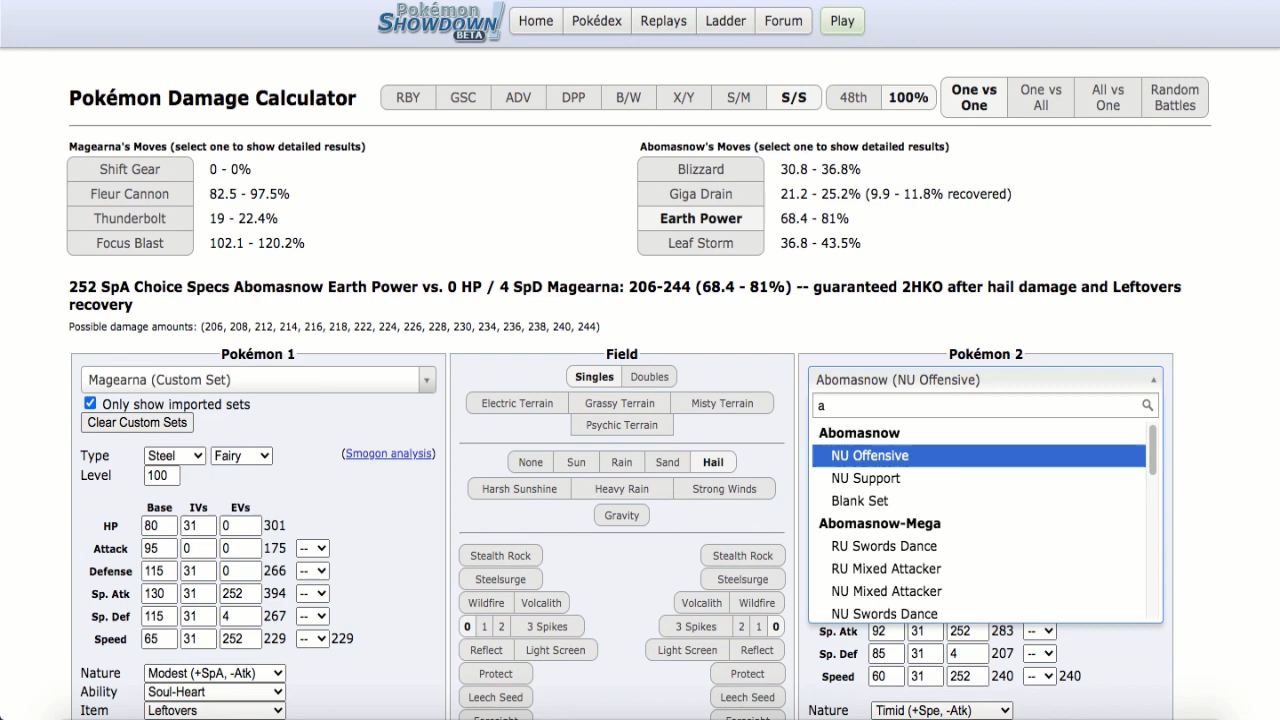 Pokémon
SHOWDOWN!
BETA
Home Pokédex Replays Ladder Forum Play
Pokémon Damage Calculator
RBY GSC ADV DPP B/W X/Y S/M S/S 48th 100%
One vs One
One vs All
All vs One
Random Battles
Magearna's Moves (select one to show detailed results)
Shift Gear 0 - 0%
Fleur Cannon 82.5 - 97.5%
Thunderbolt 19 - 22.4%
Focus Blast 102.1 - 120.2%
Abomasnow's Moves (select one to show detailed results)
Blizzard 30.8 - 36.8%
Giga Drain 21.2 - 25.2% (9.9 - 11.8% recovered)
Earth Power 68.4 - 81%
Leaf Storm 36.8 - 43.5%
252 SpA Choice Specs Abomasnow Earth Power vs. 0 HP / 4 SpD Magearna: 206-244 (68.4 - 81%) -- guaranteed 2HKO after hail damage and Leftovers
recovery
Possible damage amounts: (206, 208, 212, 214, 216, 218, 222, 224, 226, 228, 230, 234, 236, 238, 240, 244)
Pokémon 1
Magearna (Custom Set)
Only show imported sets
Clear Custom Sets
Type Steel Fairy (Smogon analysis)
Level 100
Base IVs EVs
HP 80 31 0 301
Attack 95 0 0 175 --
Defense 115 31 0 266 --
Sp. Atk 130 31 252 394 --
Sp. Def 115 31 4 267 --
Speed 65 31 252 229 -- 229
Nature Modest (+SpA, -Atk)
Ability Soul-Heart
Item Leftovers
Field
Singles Doubles
Electric Terrain Grassy Terrain Misty Terrain
Psychic Terrain
None Sun Rain Sand Hail
Harsh Sunshine Heavy Rain Strong Winds
Gravity
Stealth Rock Stealth Rock
Steelsurge Steelsurge
Wildfire Volcalith Volcalith Wildfire
0 1 2 3 Spikes 3 Spikes 2 1 0
Reflect Light Screen Light Screen Reflect
Protect Protect
Leech Seed Leech Seed
Pokémon 2
Abomasnow (NU Offensive)
a
Abomasnow
NU Offensive
NU Support
Blank Set
Abomasnow-Mega
RU Swords Dance
RU Mixed Attacker
NU Mixed Attacker
NU Swords Dance
Sp. Atk 92 31 252 283 --
Sp. Def 85 31 4 207 --
Speed 60 31 252 240 -- 240
Nature Timid (+Spe, -Atk)